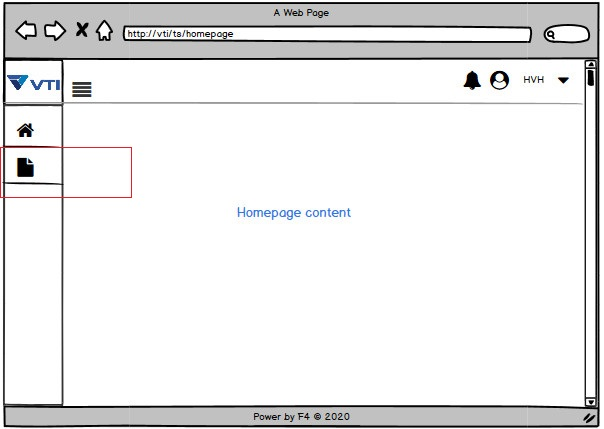 A Web Page
http://vti/ts/homepage
VTI
HVH
Homepage content
Power by F4 © 2020